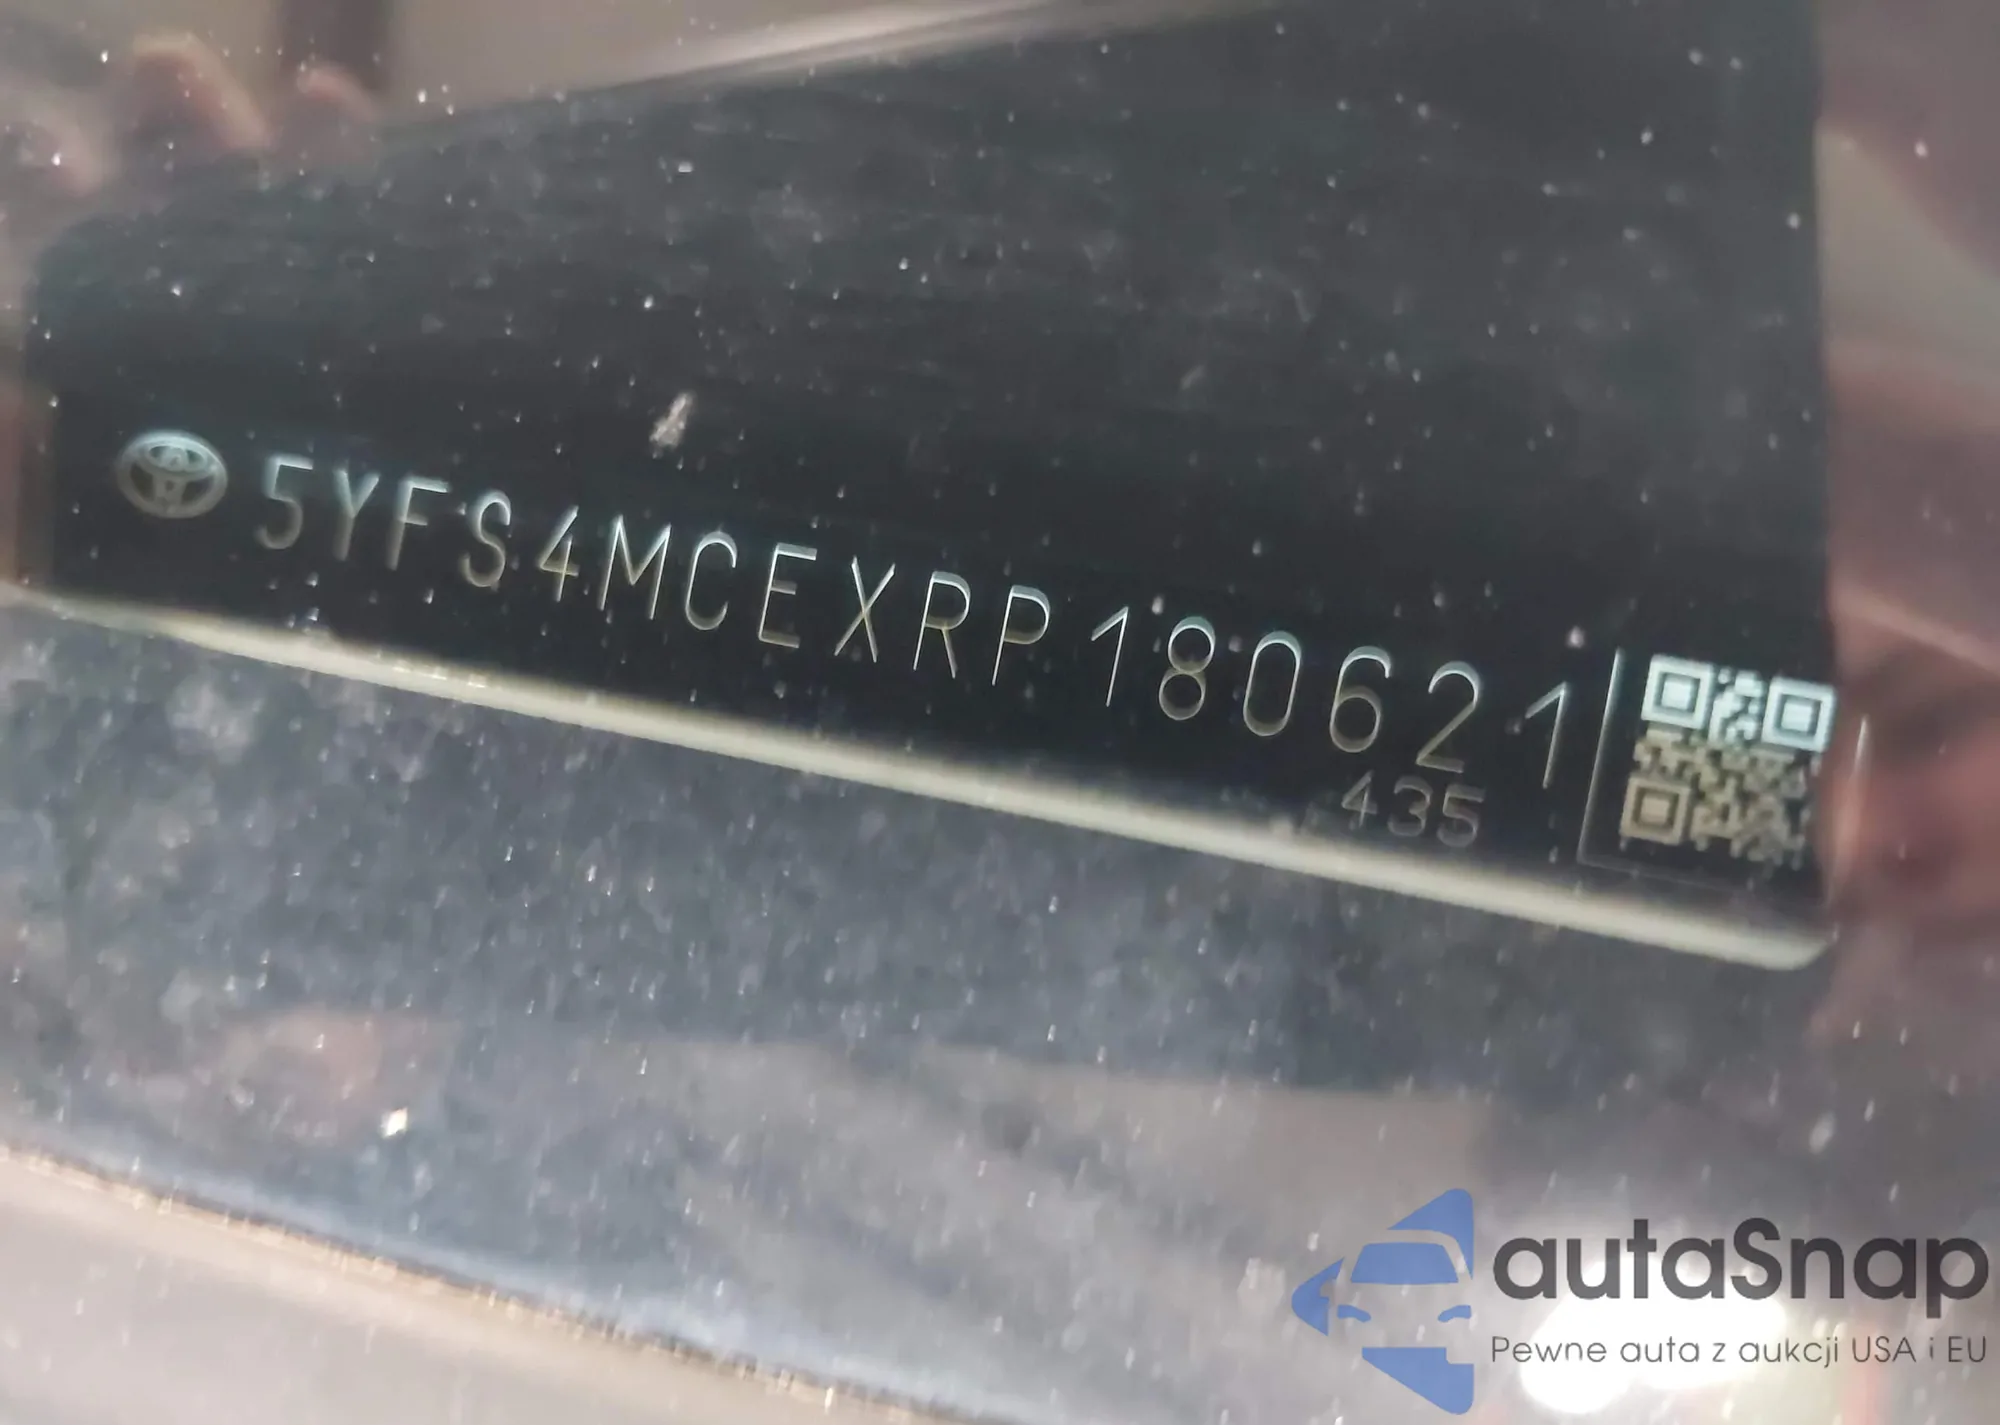 5YFS4MCEXRP180621
435
autaSnap
Pewne auta z aukcji USA i EU